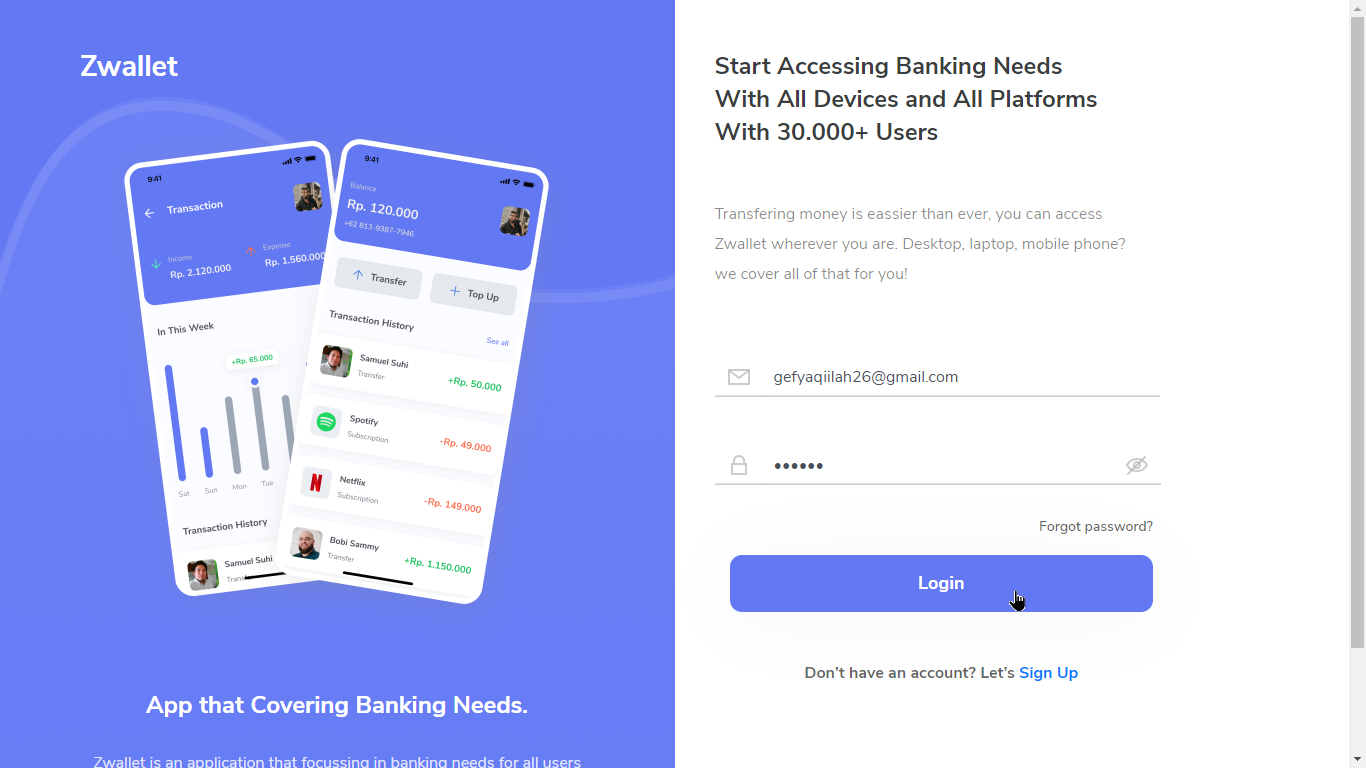 Zwallet
9:41
Transaction
Income
Rp. 2.120.000
Expense
Rp. 1.560.000
In This Week
+Rp. 65.000
Sat
Sun
Mon
Tue
Transaction History
Samuel Suhi
9:41
Balance
Rp. 120.000
+62 813-9387-7946
Transfer
Top Up
Transaction History
See all
Samuel Suhi
Transfer
+Rp. 50.000
Spotify
Subscription
-Rp. 49.000
Netflix
Subscription
-Rp. 149.000
Bobi Sammy
Transfer
+Rp. 1.150.000
App that Covering Banking Needs.
Zwallet is an application that focussing in banking needs for all users
Start Accessing Banking Needs
With All Devices and All Platforms
With 30.000+ Users
Transfering money is eassier than ever, you can access
Zwallet wherever you are. Desktop, laptop, mobile phone?
we cover all of that for you!
gefyaqiilah26@gmail.com
••••••
Forgot password?
Login
Don’t have an account? Let’s Sign Up